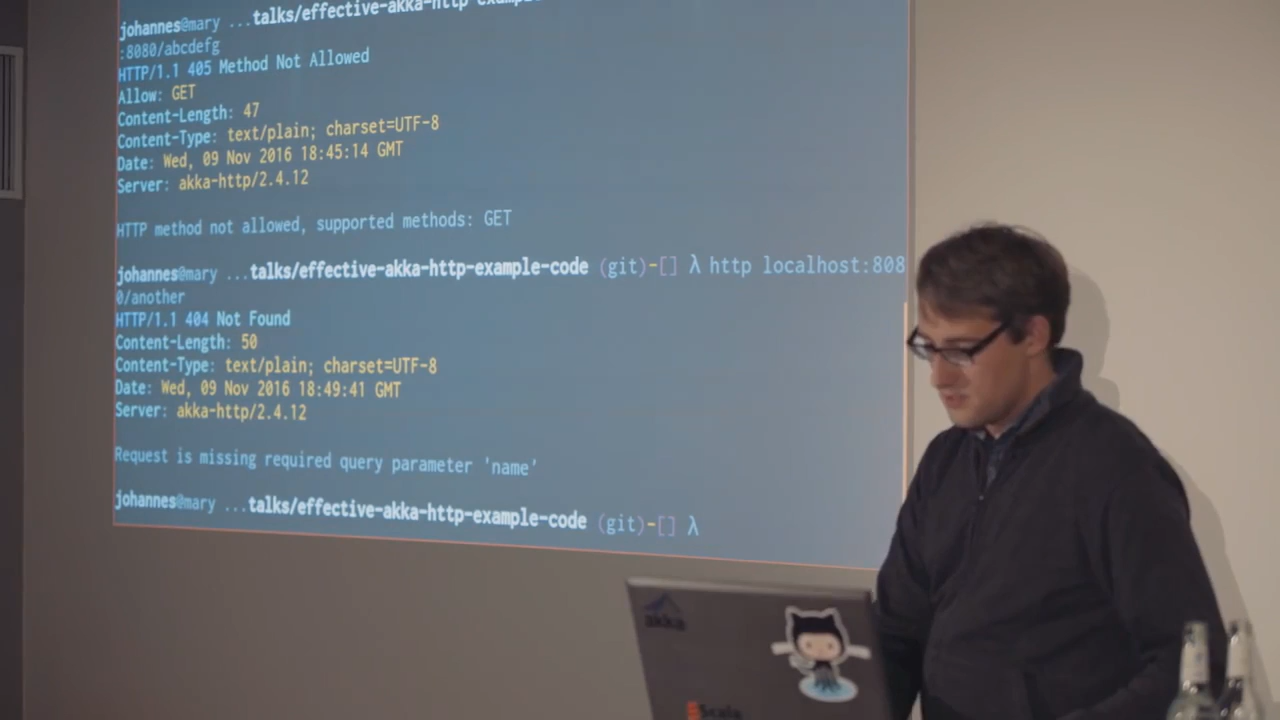 johannes@mary ...talks/effective-akka-http-exampl
:8080/abcdefg
HTTP/1.1 405 Method Not Allowed
Allow: GET
Content-Length: 47
Content-Type: text/plain; charset=UTF-8
Date: Wed, 09 Nov 2016 18:45:14 GMT
Server: akka-http/2.4.12
HTTP method not allowed, supported methods: GET
johannes@mary ...talks/effective-akka-http-example-code (git)-[] λ http localhost:808
0/another
HTTP/1.1 404 Not Found
Content-Length: 50
Content-Type: text/plain; charset=UTF-8
Date: Wed, 09 Nov 2016 18:49:41 GMT
Server: akka-http/2.4.12
Request is missing required query parameter 'name'
johannes@mary ...talks/effective-akka-http-example-code (git)-[] λ
akka
Scala